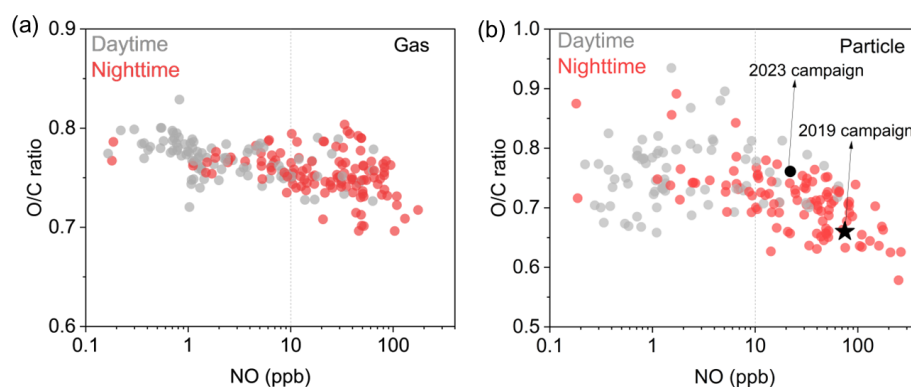 (a)
Daytime
Nighttime
Gas
O/C ratio
0.9
0.8
0.7
0.6
0.1
1
10
100
NO (ppb)
(b)
Daytime
Nighttime
Particle
2023 campaign
2019 campaign
O/C ratio
1.0
0.9
0.8
0.7
0.6
0.5
0.1
1
10
100
NO (ppb)